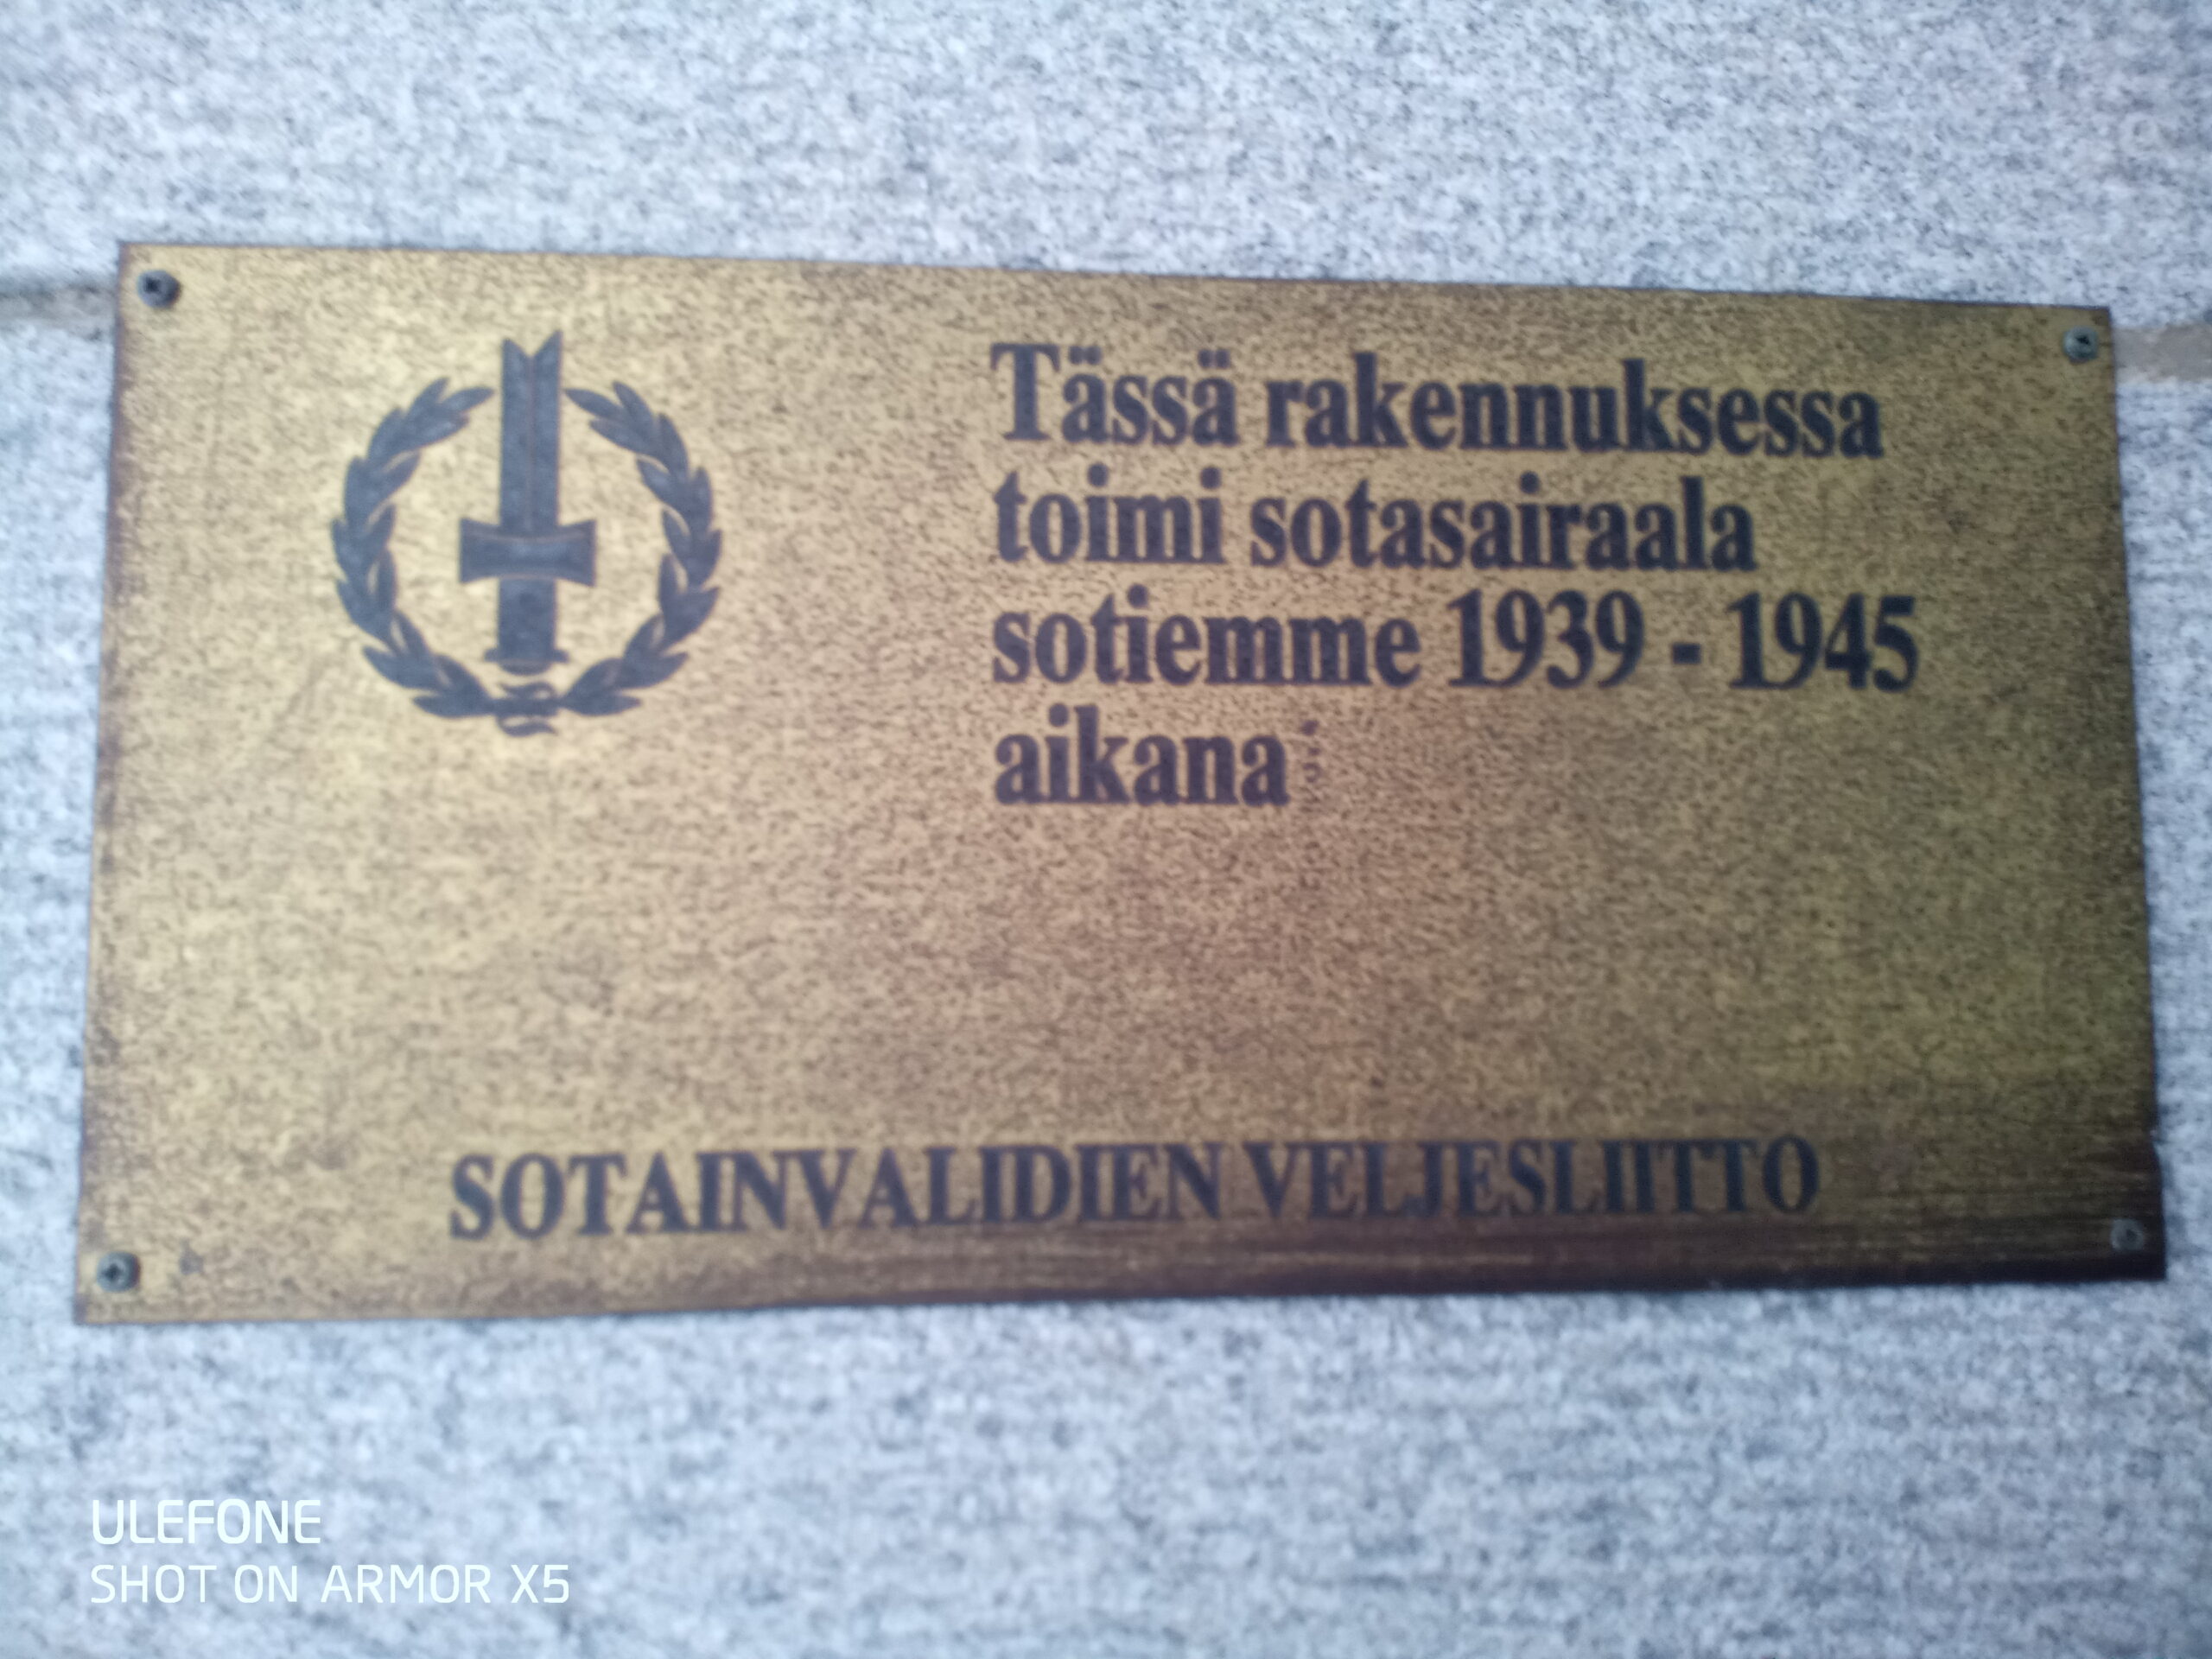 Tässä rakennuksessa
toimi sotasairaala
sotiemme 1939 - 1945
aikana
SOTAINVALIDIEN VELJESLIITTO
ULEFONE
SHOT ON ARMOR X5